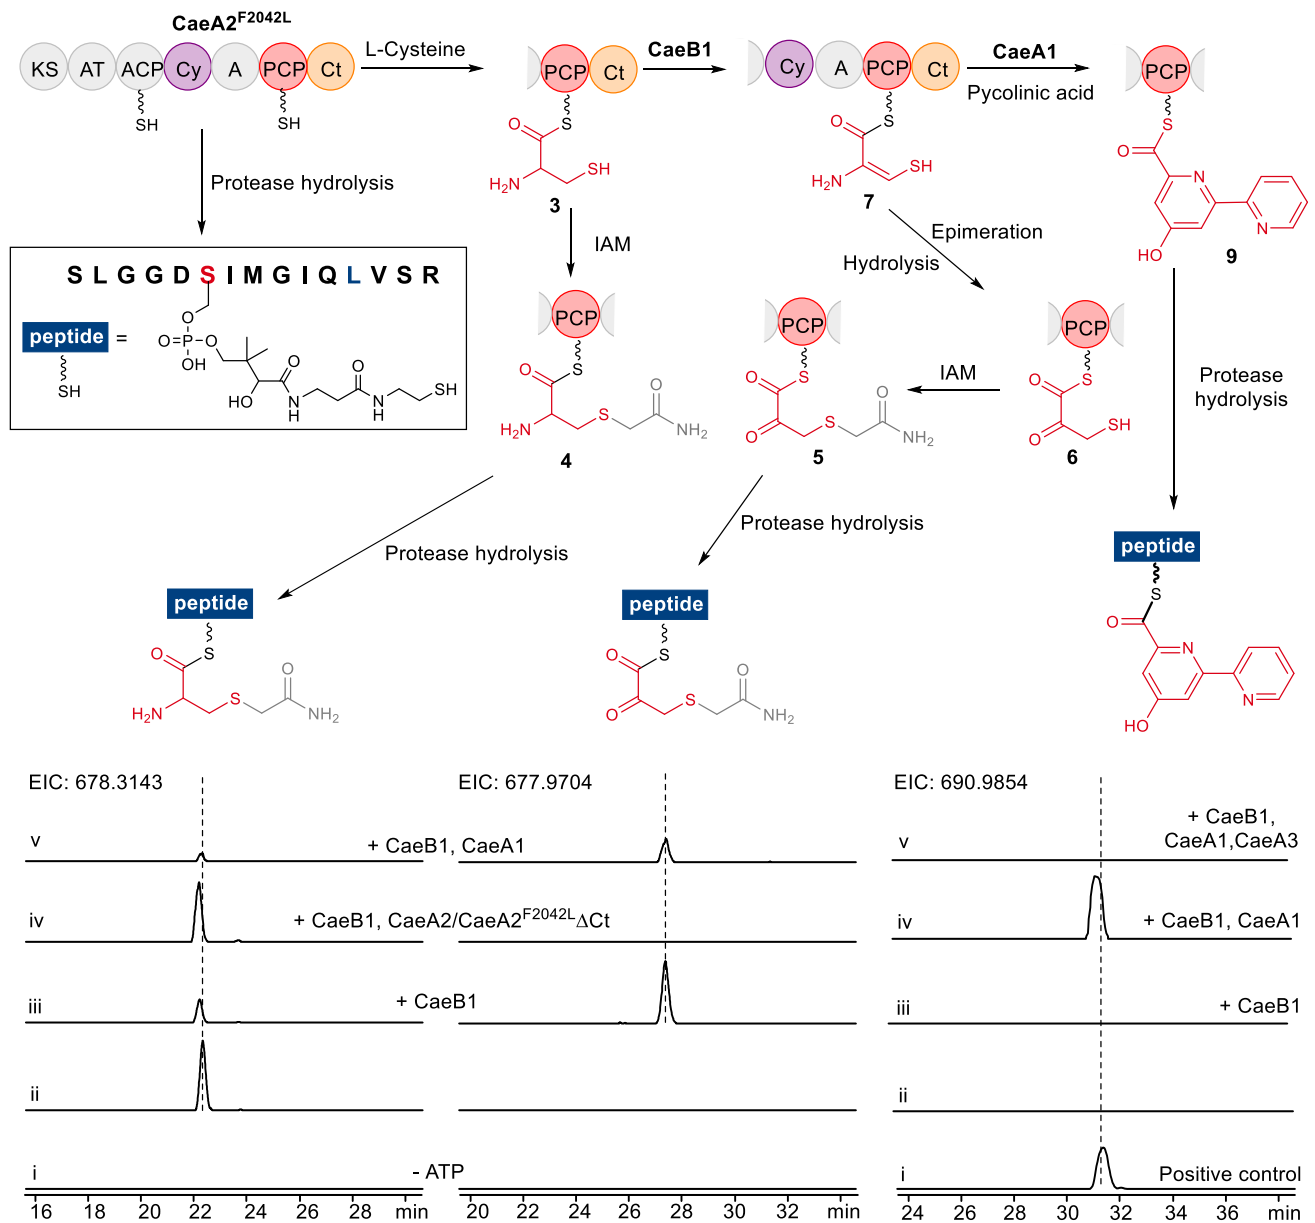 CaeA2F2042L
KS AT ACP Cy A PCP Ct
SH SH
L-Cysteine
PCP Ct
O S
H2N SH
3
CaeB1
Cy A PCP Ct
O S
H2N SH
7
CaeA1
Pycolinic acid
PCP
S
O N
N
HO
9
Protease hydrolysis
S L G G D S I M G I Q L V S R
peptide =
SH
O
O P O
OH
HO O N H O N H SH
IAM
PCP
O S
H2N S O NH2
4
Epimeration
Hydrolysis
PCP
S
O
O S O NH2
5
IAM
PCP
S
O
O SH
6
Protease
hydrolysis
Protease hydrolysis
Protease hydrolysis
peptide
O S
H2N S O NH2
peptide
O S
O S O NH2
peptide
S
O N
N
HO
EIC: 678.3143
EIC: 677.9704
EIC: 690.9854
v
+ CaeB1, CaeA1
v
+ CaeB1,
CaeA1,CaeA3
iv
+ CaeB1, CaeA2/CaeA2F2042LΔCt
iv
+ CaeB1, CaeA1
iii
+ CaeB1
iii
+ CaeB1
ii
ii
i
- ATP
i
Positive control
16 18 20 22 24 26 28 min
20 22 24 26 28 30 32 min
24 26 28 30 32 34 36 min